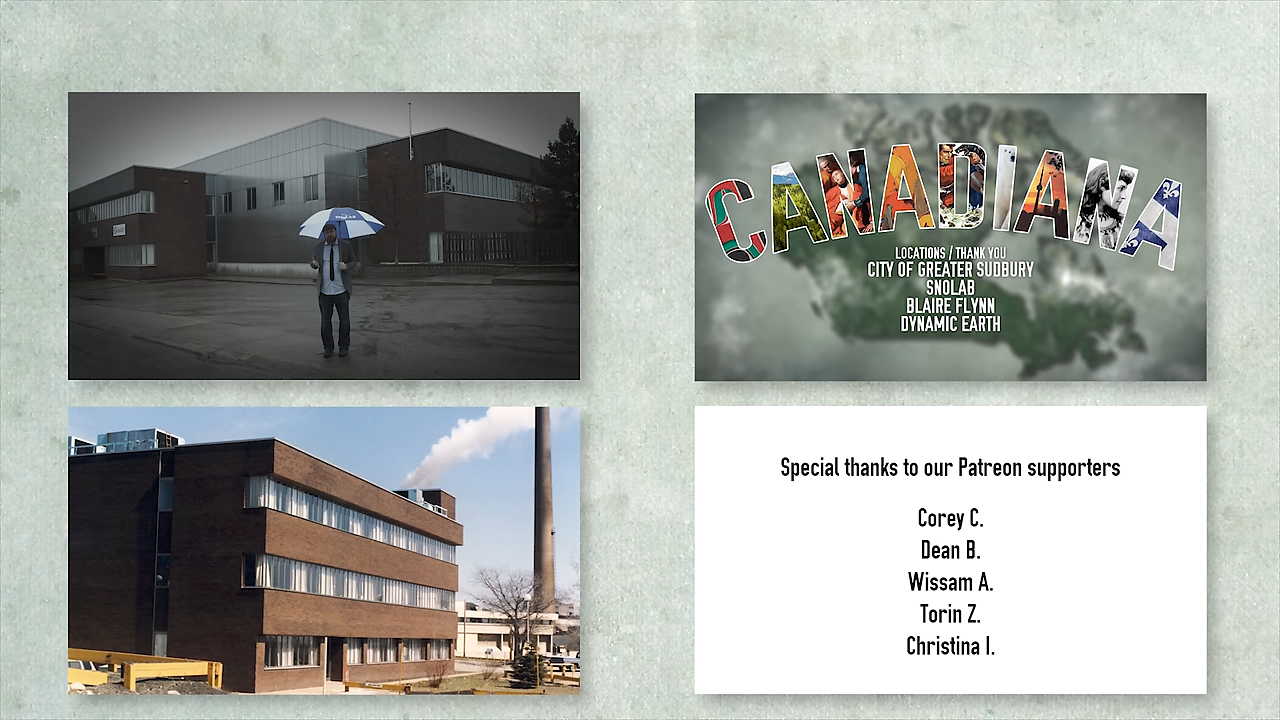 CANADIANA
LOCATIONS / THANK YOU
CITY OF GREATER SUDBURY
SNOLAB
BLAIRE FLYNN
DYNAMIC EARTH
Special thanks to our Patreon supporters
Corey C.
Dean B.
Wissam A.
Torin Z.
Christina I.